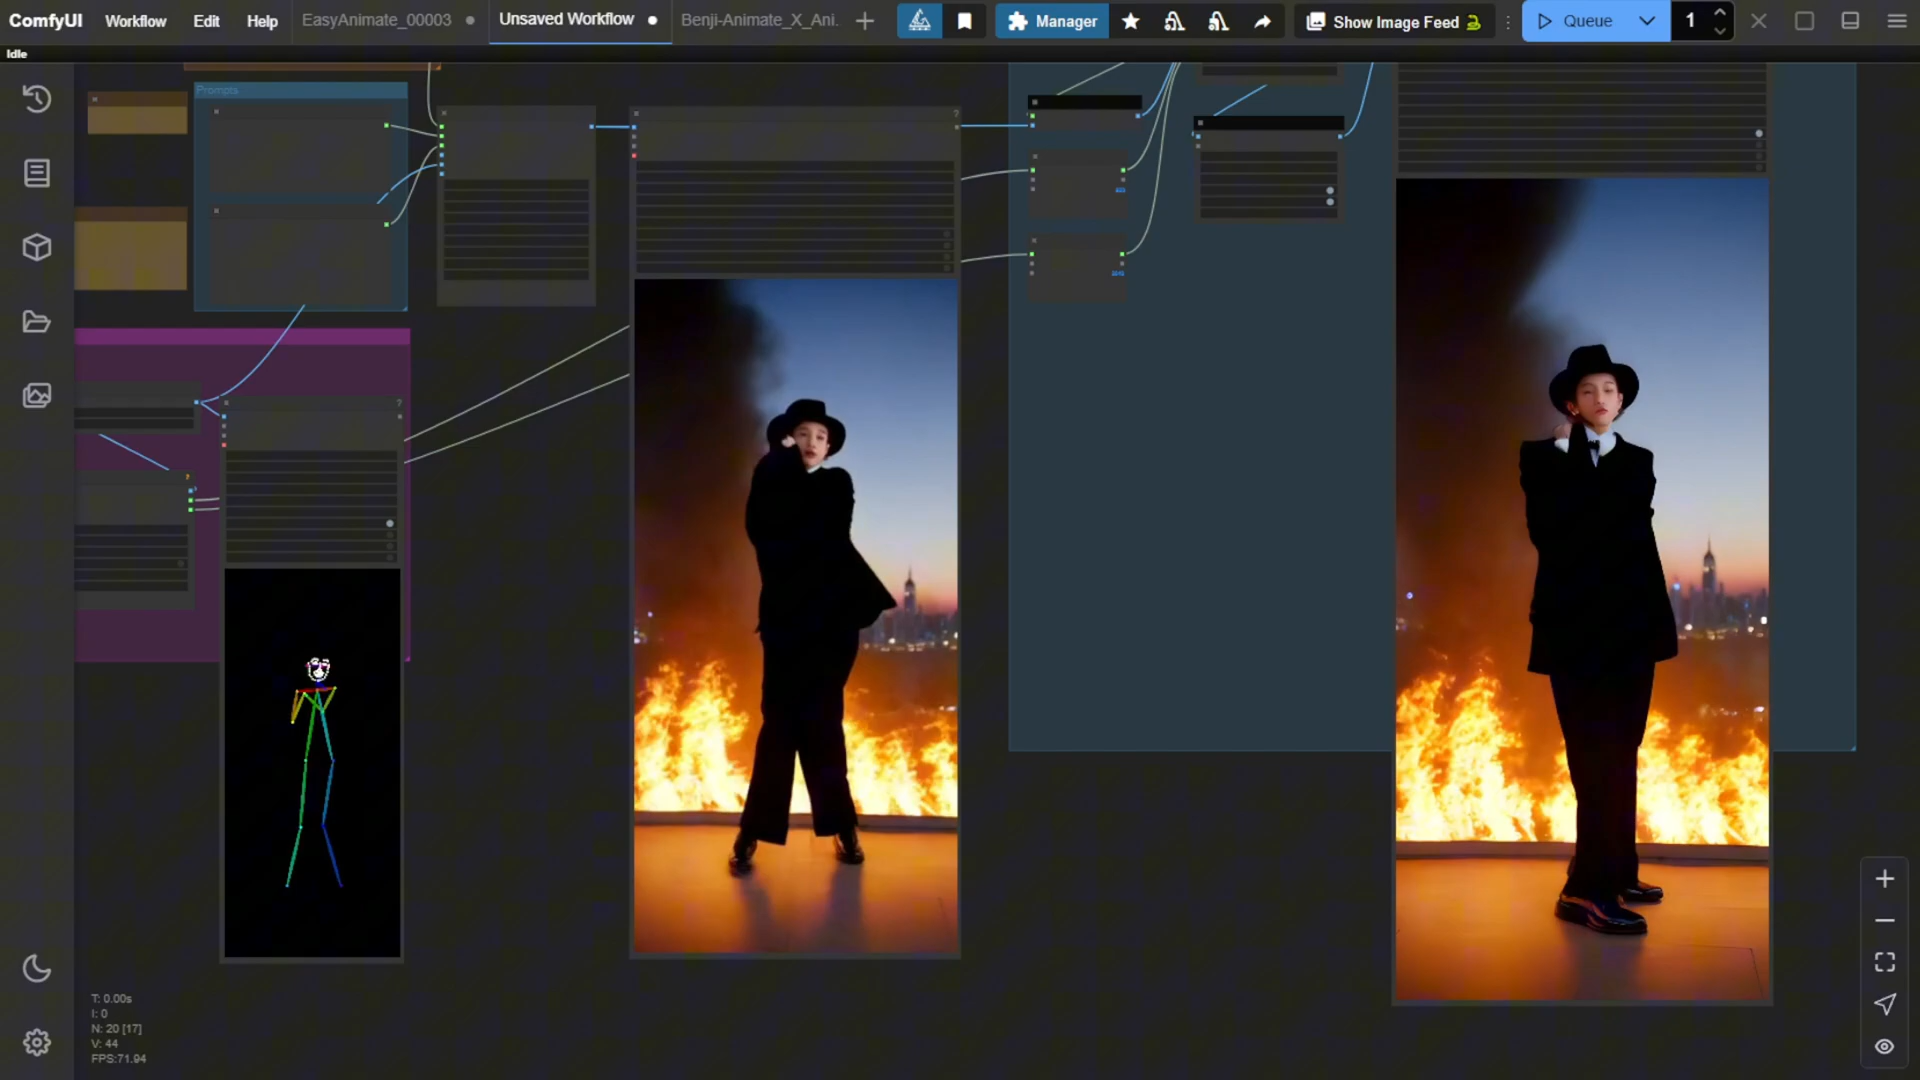 ComfyUI Workflow Edit Help EasyAnimate_00003 Unsaved Workflow Benji-Animate_X_Ani. Manager Show Image Feed Queue 1
Idle
Prompts
T: 0.00s
I: 0
N: 20 [17]
V: 44
FPS:71.94